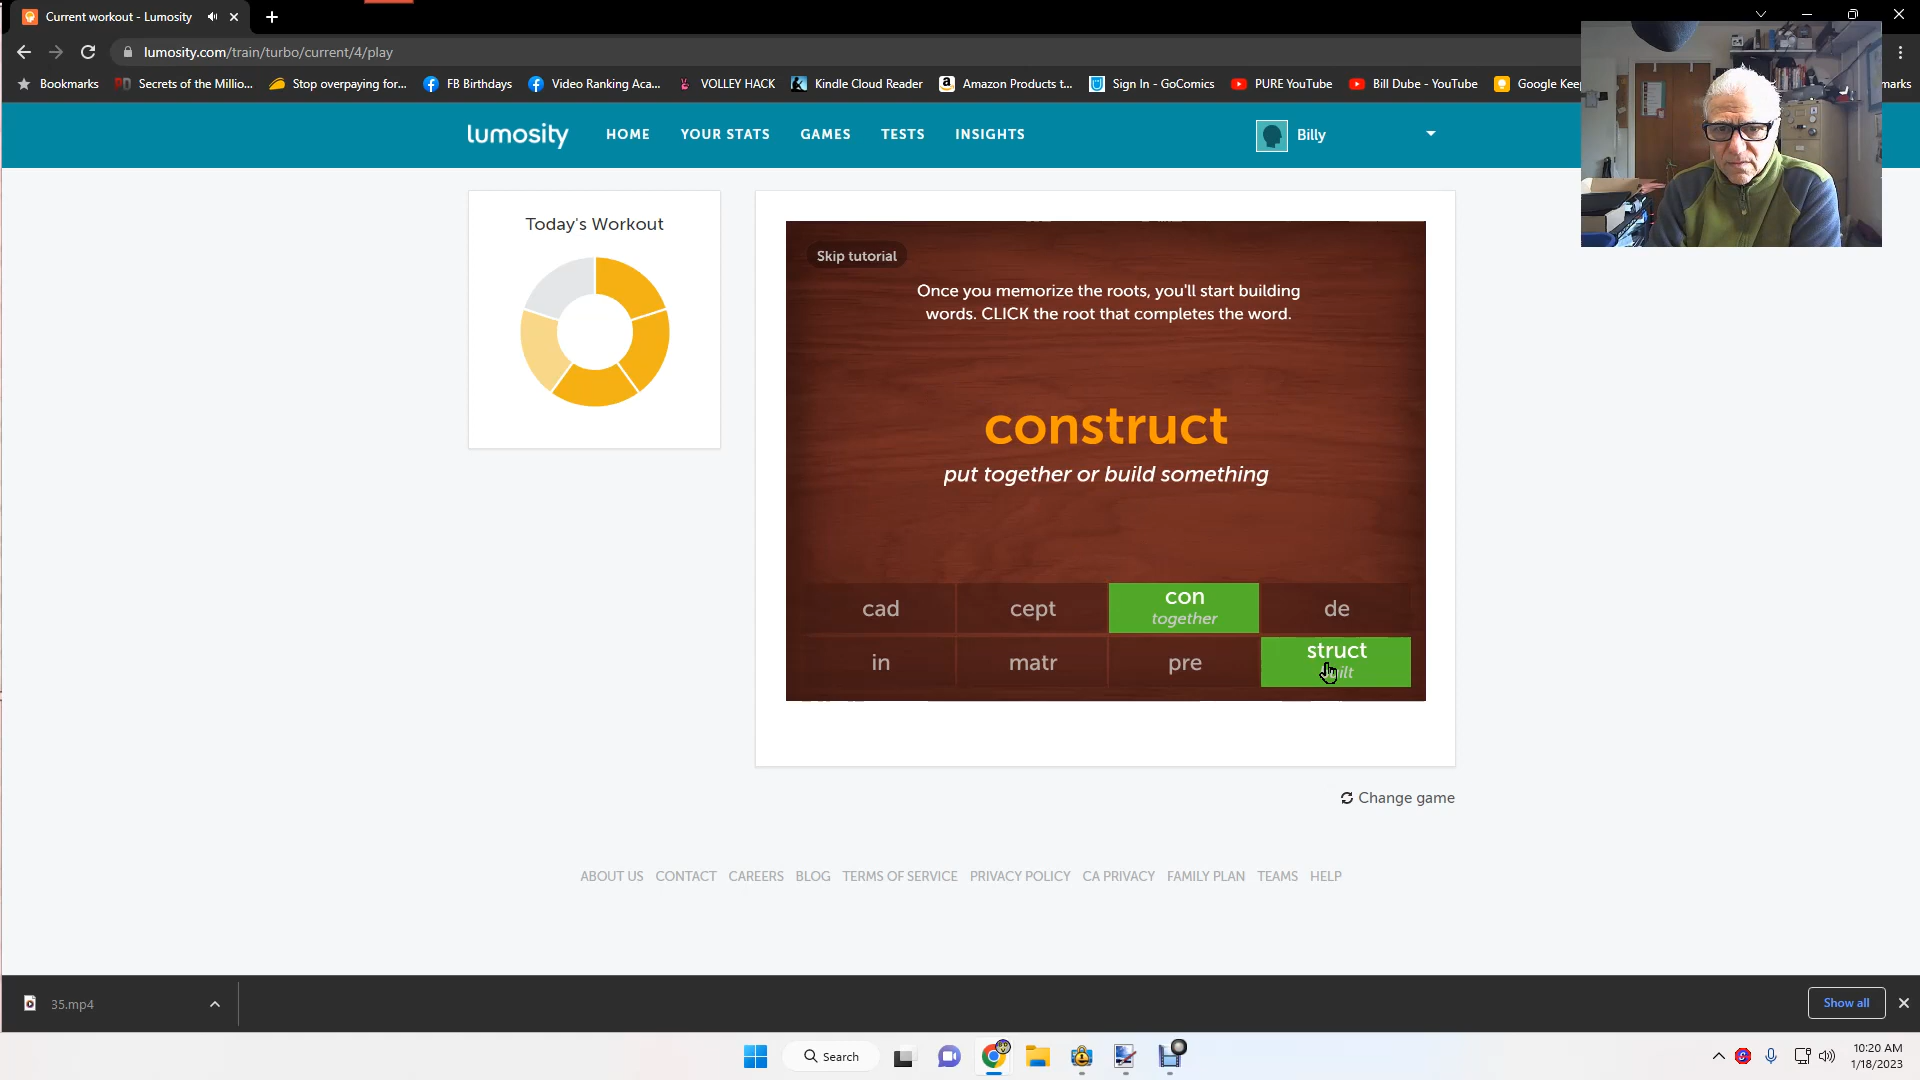 Current workout - Lumosity
lumosity.com/train/turbo/current/4/play
Bookmarks
Secrets of the Millio...
Stop overpaying for...
FB Birthdays
Video Ranking Aca...
VOLLEY HACK
Kindle Cloud Reader
Amazon Products t...
Sign In - GoComics
PURE YouTube
Bill Dube - YouTube
Google Kee
marks
lumosity
HOME
YOUR STATS
GAMES
TESTS
INSIGHTS
Billy
Today's Workout
Skip tutorial
Once you memorize the roots, you'll start building
words. CLICK the root that completes the word.
construct
put together or build something
cad
cept
con
together
de
in
matr
pre
struct
Change game
ABOUT US CONTACT CAREERS BLOG TERMS OF SERVICE PRIVACY POLICY CA PRIVACY FAMILY PLAN TEAMS HELP
35.mp4
Show all
Search
10:20 AM
1/18/2023